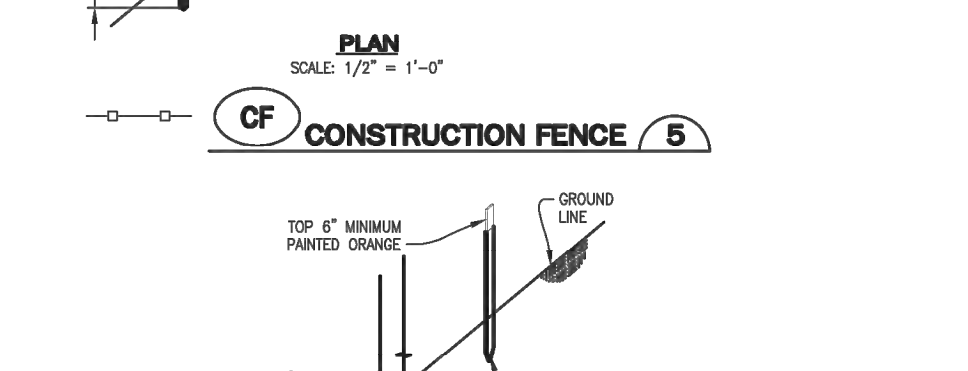 PLAN
SCALE: 1/2" = 1'-0"
CF
CONSTRUCTION FENCE 5
GROUND
LINE
TOP 6" MINIMUM
PAINTED ORANGE